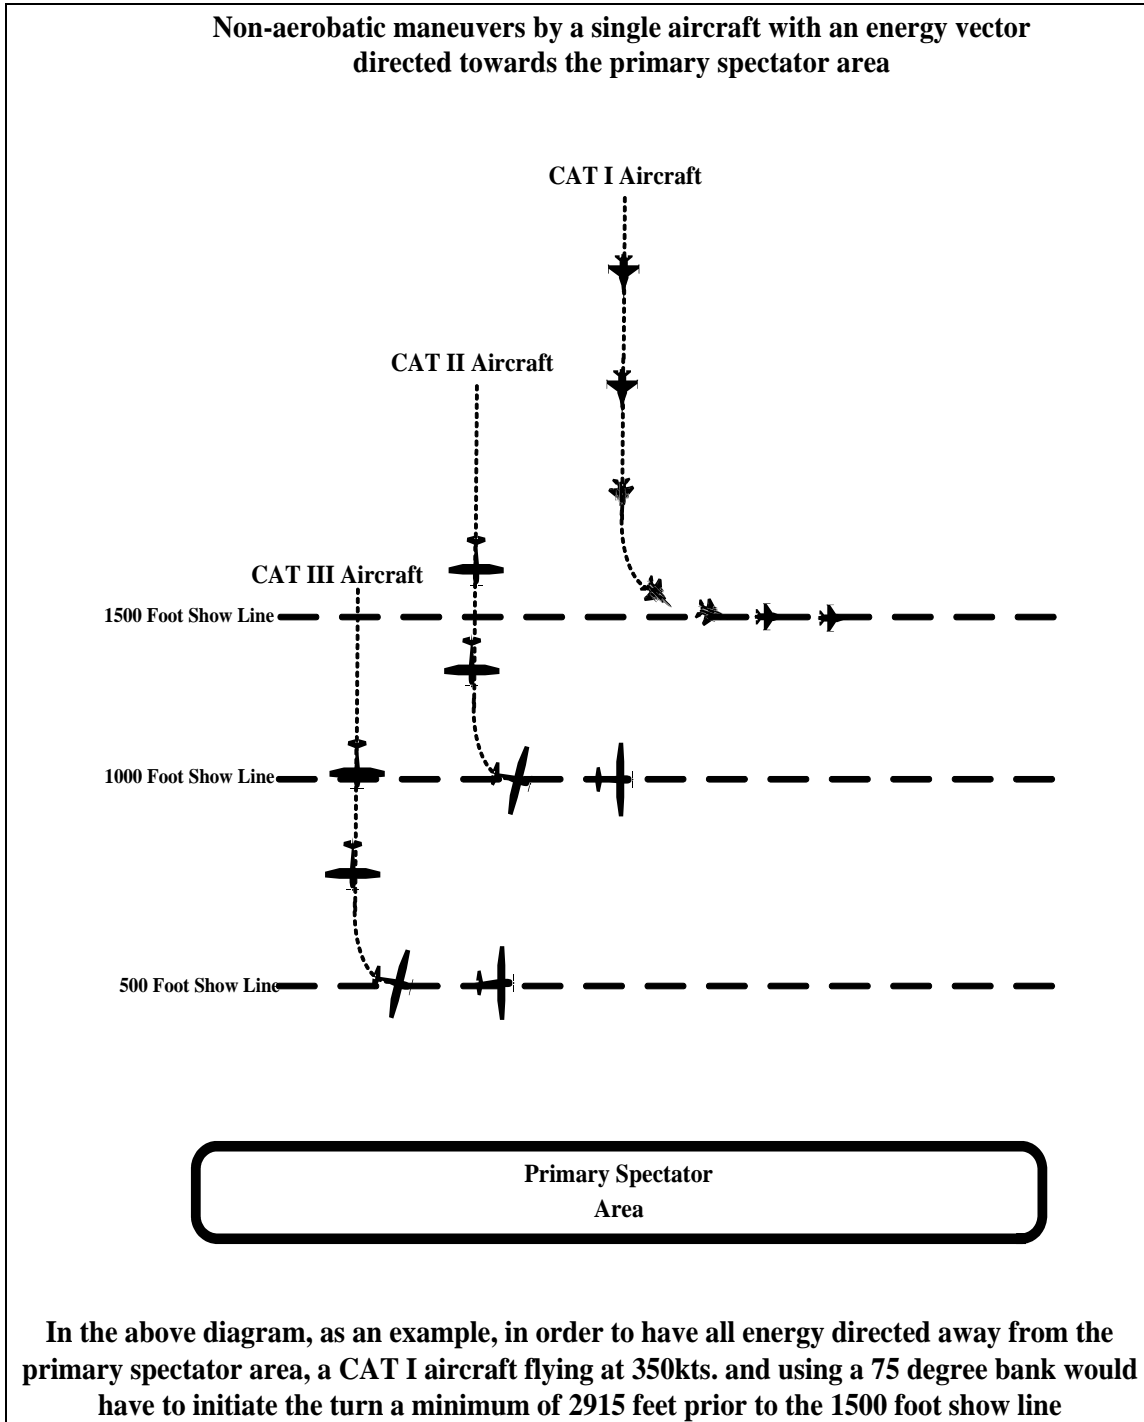 Non-aerobatic maneuvers by a single aircraft with an energy vector
directed towards the primary spectator area
CAT I Aircraft
CAT II Aircraft
CAT III Aircraft
1500 Foot Show Line
1000 Foot Show Line
500 Foot Show Line
Primary Spectator
Area
In the above diagram, as an example, in order to have all energy directed away from the
primary spectator area, a CAT I aircraft flying at 350kts. and using a 75 degree bank would
have to initiate the turn a minimum of 2915 feet prior to the 1500 foot show line